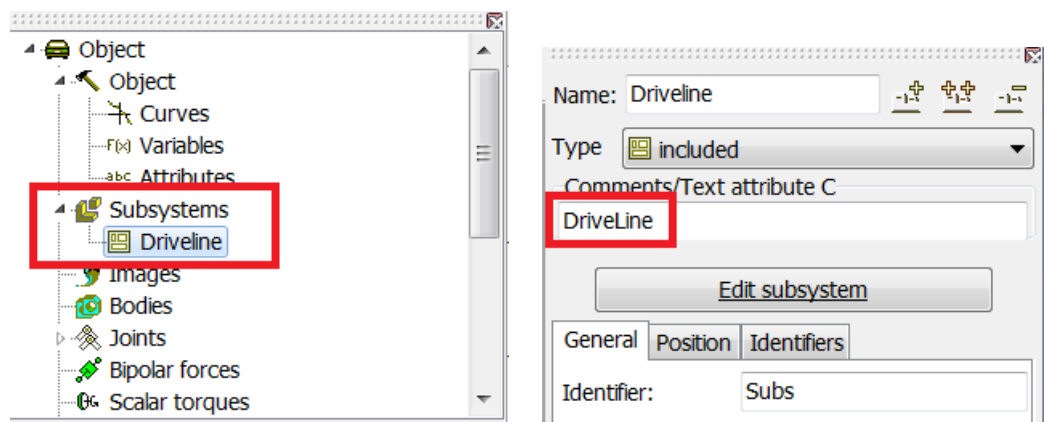 Object
Object
Curves
F(x) Variables
abc Attributes
Subsystems
Driveline
Images
Bodies
Joints
Bipolar forces
Scalar torques
Name: Driveline
Type included
Comments/Text attribute C
DriveLine
Edit subsystem
General Position Identifiers
Identifier: Subs